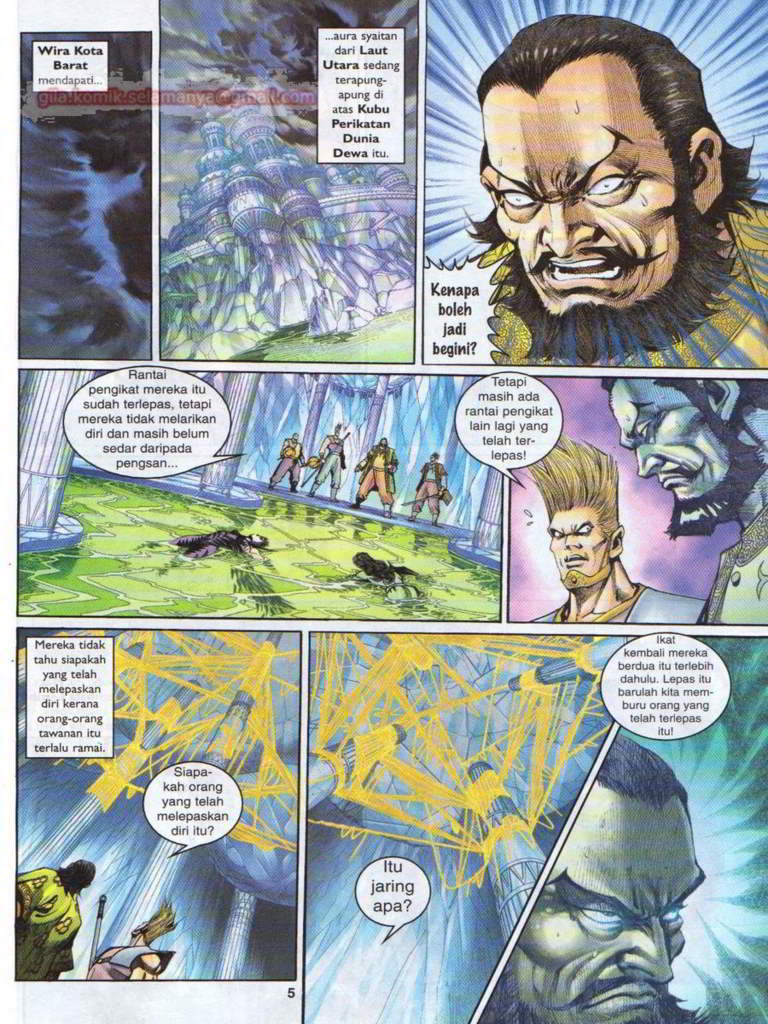 Wira Kota
Barat
mendapati...
gila.komik.selamanya@gmail.com
...aura syaitan
dari Laut
Utara sedang
terapung-
apung di
atas Kubu
Perikatan
Dunia
Dewa itu.
Kenapa
boleh
jadi
begini?
Rantai
pengikat mereka itu
sudah terlepas, tetapi
mereka tidak melarikan
diri dan masih belum
sedar daripada
pengsan...
Tetapi
masih ada
rantai pengikat
lain lagi yang
telah ter-
lepas!
Mereka tidak
tahu siapakah
yang telah
melepaskan
diri kerana
orang-orang
tawanan itu
terlalu ramai.
Siapa-
kah orang
yang telah
melepaskan
diri itu?
Itu
jaring
apa?
Ikat
kembali mereka
berdua itu terlebih
dahulu. Lepas itu
barulah kita mem-
buru orang yang
telah terlepas
itu!
5